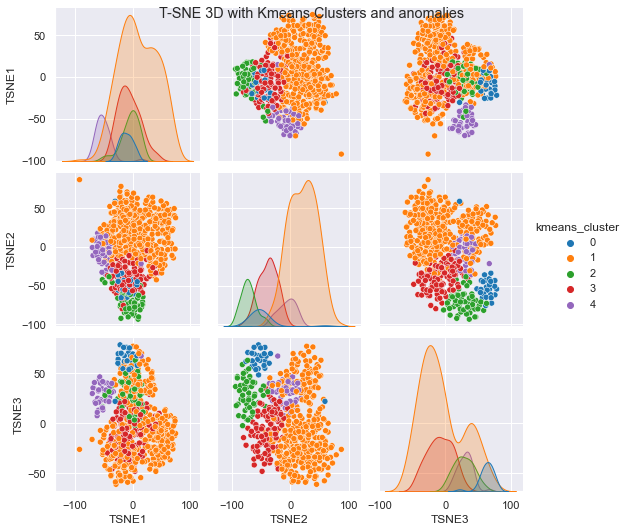 T-SNE 3D with Kmeans Clusters and anomalies
TSNE1
50
0
−50
−100
TSNE2
50
0
−50
−100
kmeans_cluster
0
1
2
3
4
TSNE3
50
0
−50
−100 0 100
−100 0 100
−100 0 100
TSNE1 TSNE2 TSNE3